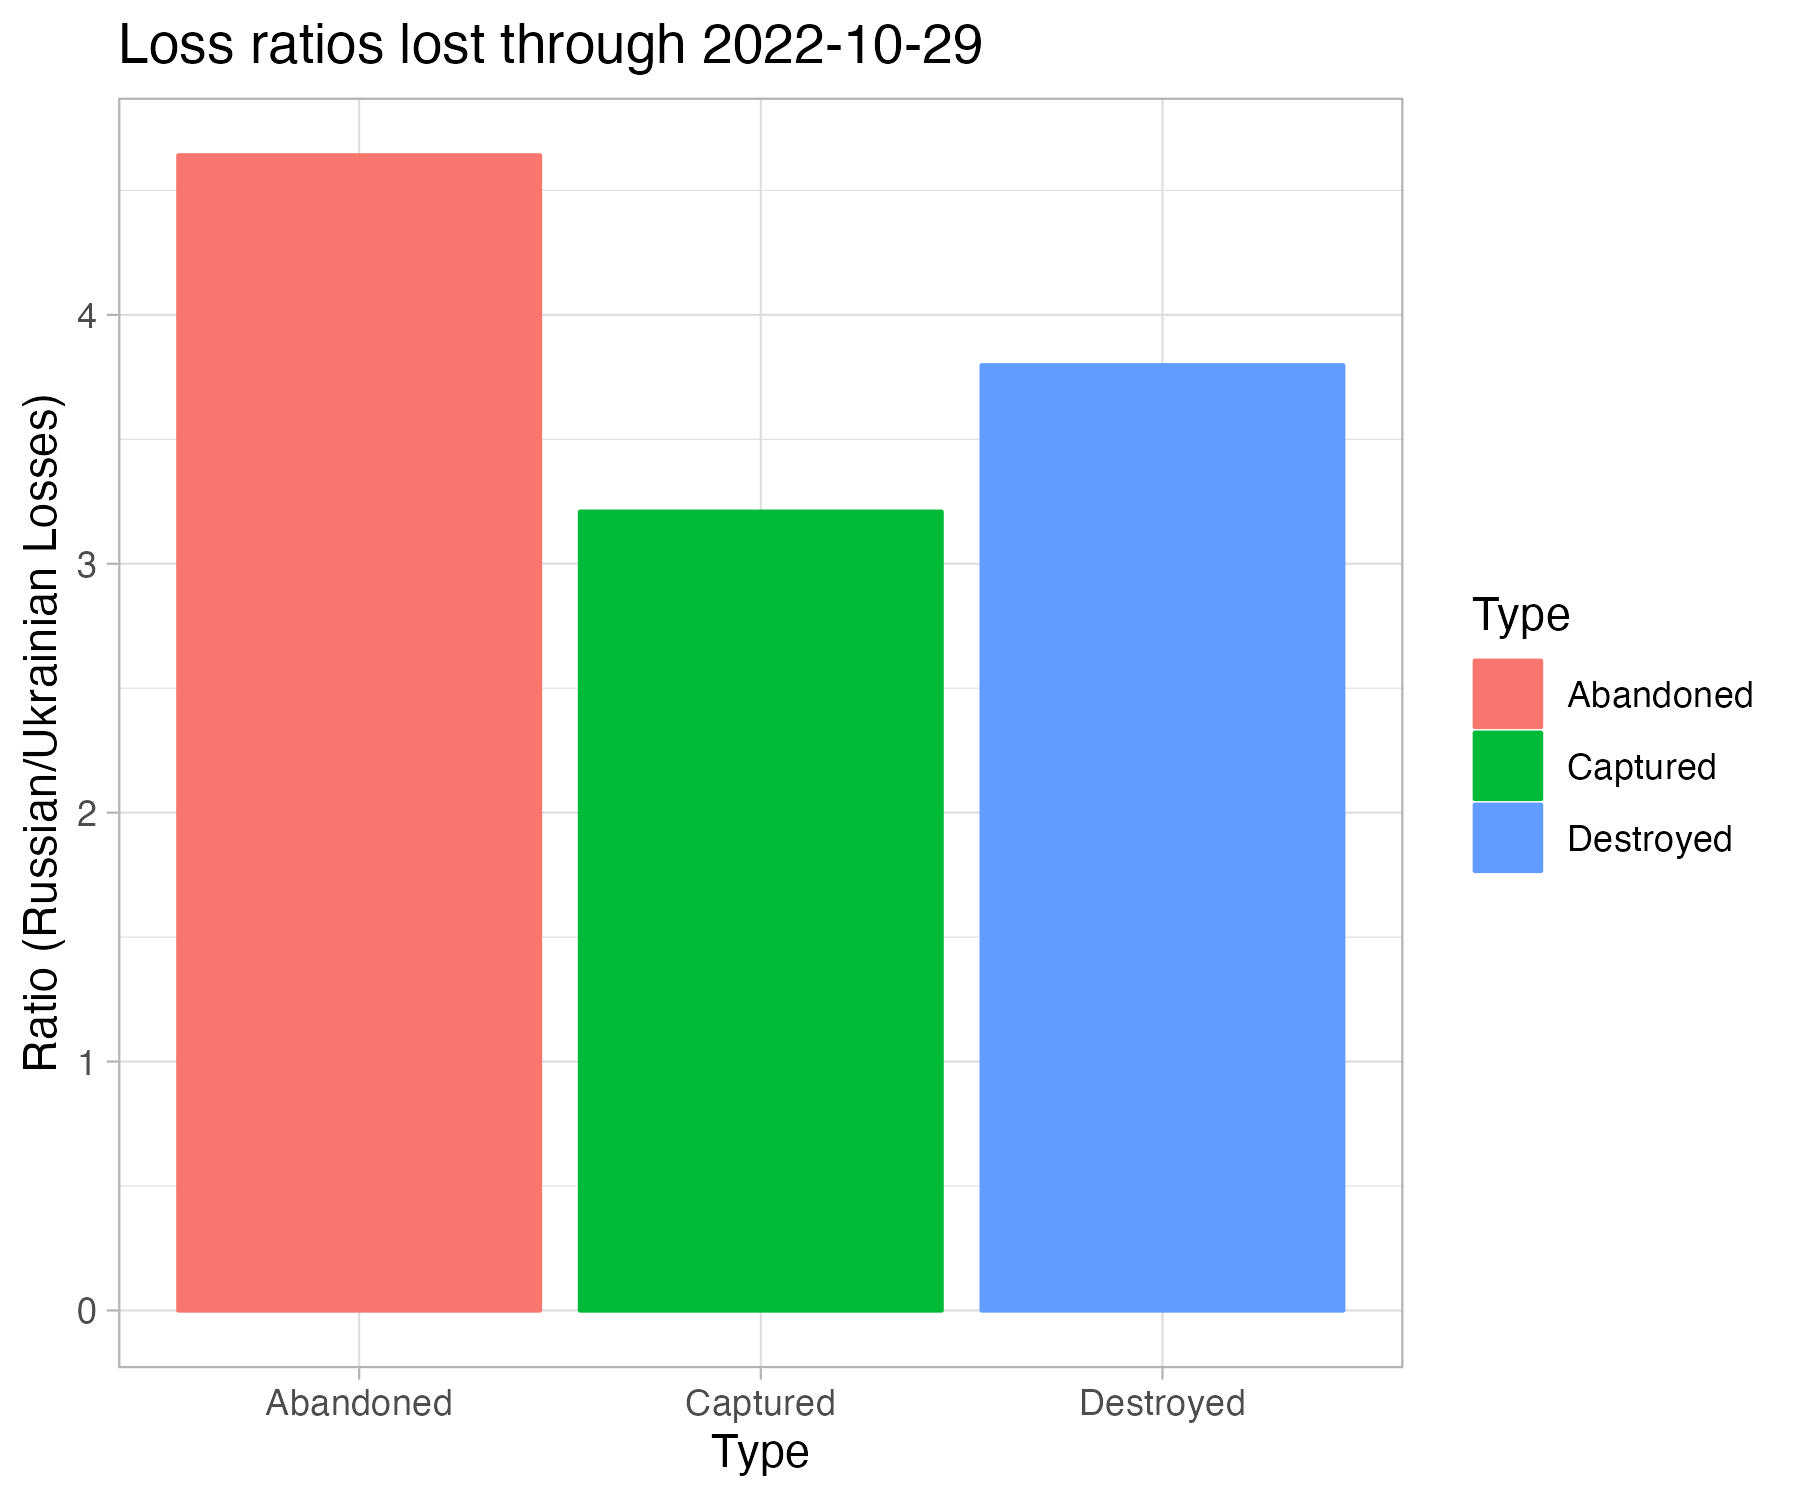 Loss ratios lost through 2022-10-29
Ratio (Russian/Ukrainian Losses)
4
3
2
1
0
Abandoned
Captured
Destroyed
Type
Type
Abandoned
Captured
Destroyed